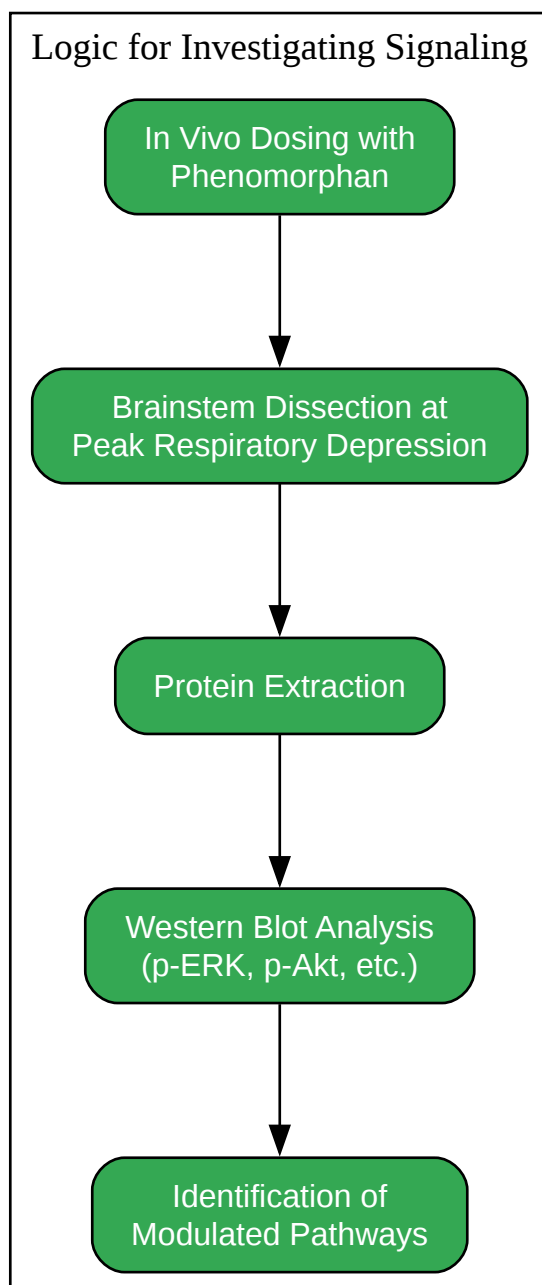 Logic for Investigating Signaling
In Vivo Dosing with
Phenomorphan
Brainstem Dissection at
Peak Respiratory Depression
Protein Extraction
Western Blot Analysis
(p-ERK, p-Akt, etc.)
Identification of
Modulated Pathways